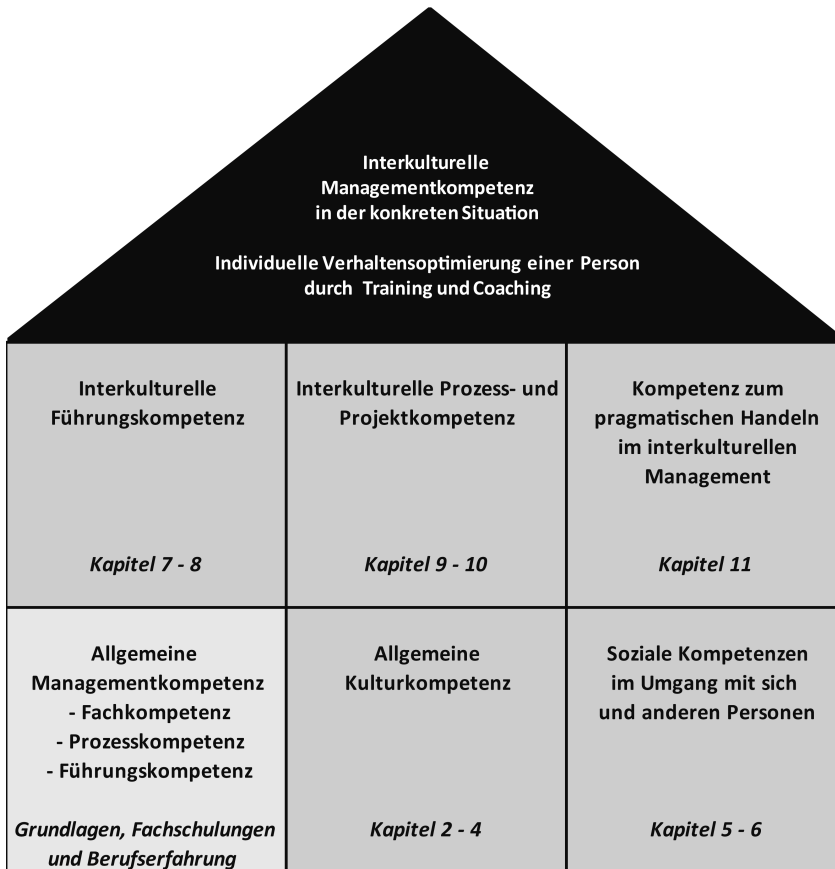 Interkulturelle
Managementkompetenz
in der konkreten Situation
Individuelle Verhaltensoptimierung einer Person
durch Training und Coaching
Interkulturelle
Führungskompetenz
Kapitel 7 - 8
Interkulturelle Prozess- und
Projektkompetenz
Kapitel 9 - 10
Kompetenz zum
pragmatischen Handeln
im interkulturellen
Management
Kapitel 11
Allgemeine
Managementkompetenz
- Fachkompetenz
- Prozesskompetenz
- Führungskompetenz
Grundlagen, Fachschulungen
und Berufserfahrung
Allgemeine
Kulturkompetenz
Kapitel 2 - 4
Soziale Kompetenzen
im Umgang mit sich
und anderen Personen
Kapitel 5 - 6